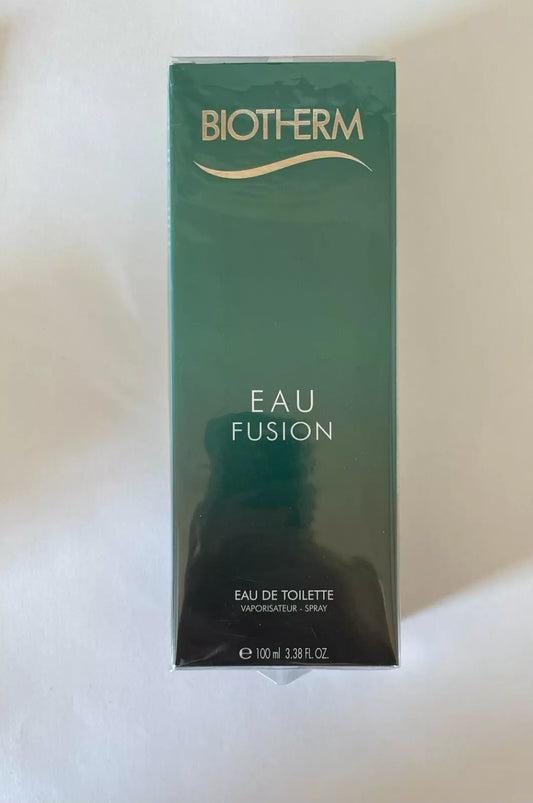 BIOTHERM
EAU
FUSION
EAU DE TOILETTE
VAPORISATEUR - SPRAY
℮ 100 ml 3.38 FL. OZ.